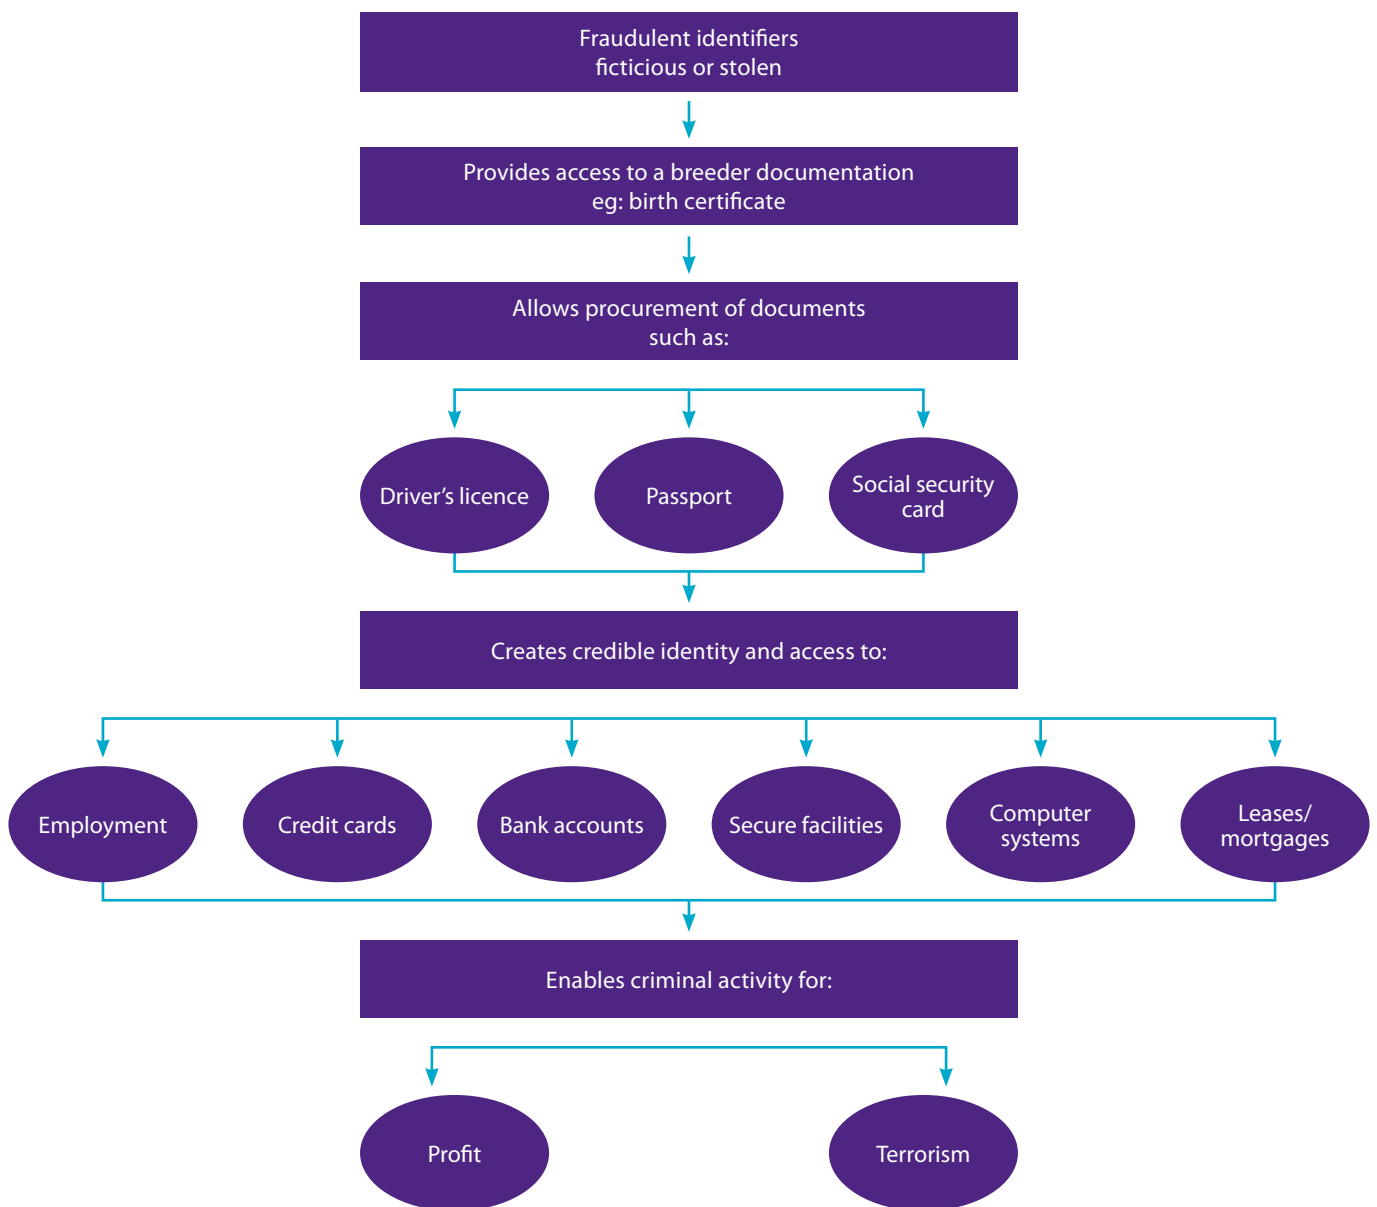 Fraudulent identifiers
ficticious or stolen
Provides access to a breeder documentation
eg: birth certificate
Allows procurement of documents
such as:
Driver’s licence
Passport
Social security
card
Creates credible identity and access to:
Employment
Credit cards
Bank accounts
Secure facilities
Computer
systems
Leases/
mortgages
Enables criminal activity for:
Profit
Terrorism